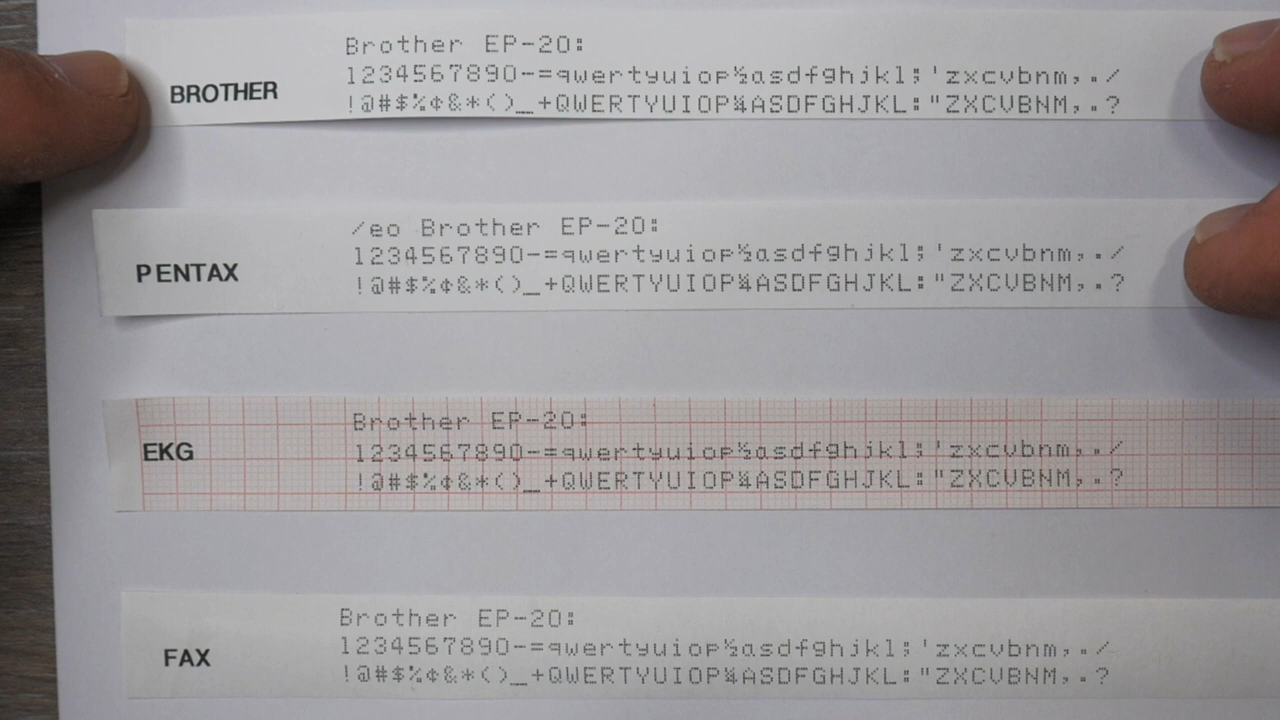 Brother EP-20:
BROTHER
1234567890-=qwertyuiop½asdfghjkl;'zxcvbnm,./
!@#$%¢&*()_+QWERTYUIOP¼ASDFGHJKL:"ZXCVBNM,.?
/eo Brother EP-20:
PENTAX
1234567890-=qwertyuiop½asdfghjkl;'zxcvbnm,./
!@#$%¢&*()_+QWERTYUIOP¼ASDFGHJKL:"ZXCVBNM,.?
Brother EP-20:
EKG
1234567890-=qwertyuiop½asdfghjkl;'zxcvbnm,./
!@#$%¢&*()_+QWERTYUIOP¼ASDFGHJKL:"ZXCVBNM,.?
Brother EP-20:
FAX
1234567890-=qwertyuiop½asdfghjkl;'zxcvbnm,./
!@#$%¢&*()_+QWERTYUIOP¼ASDFGHJKL:"ZXCVBNM,.?